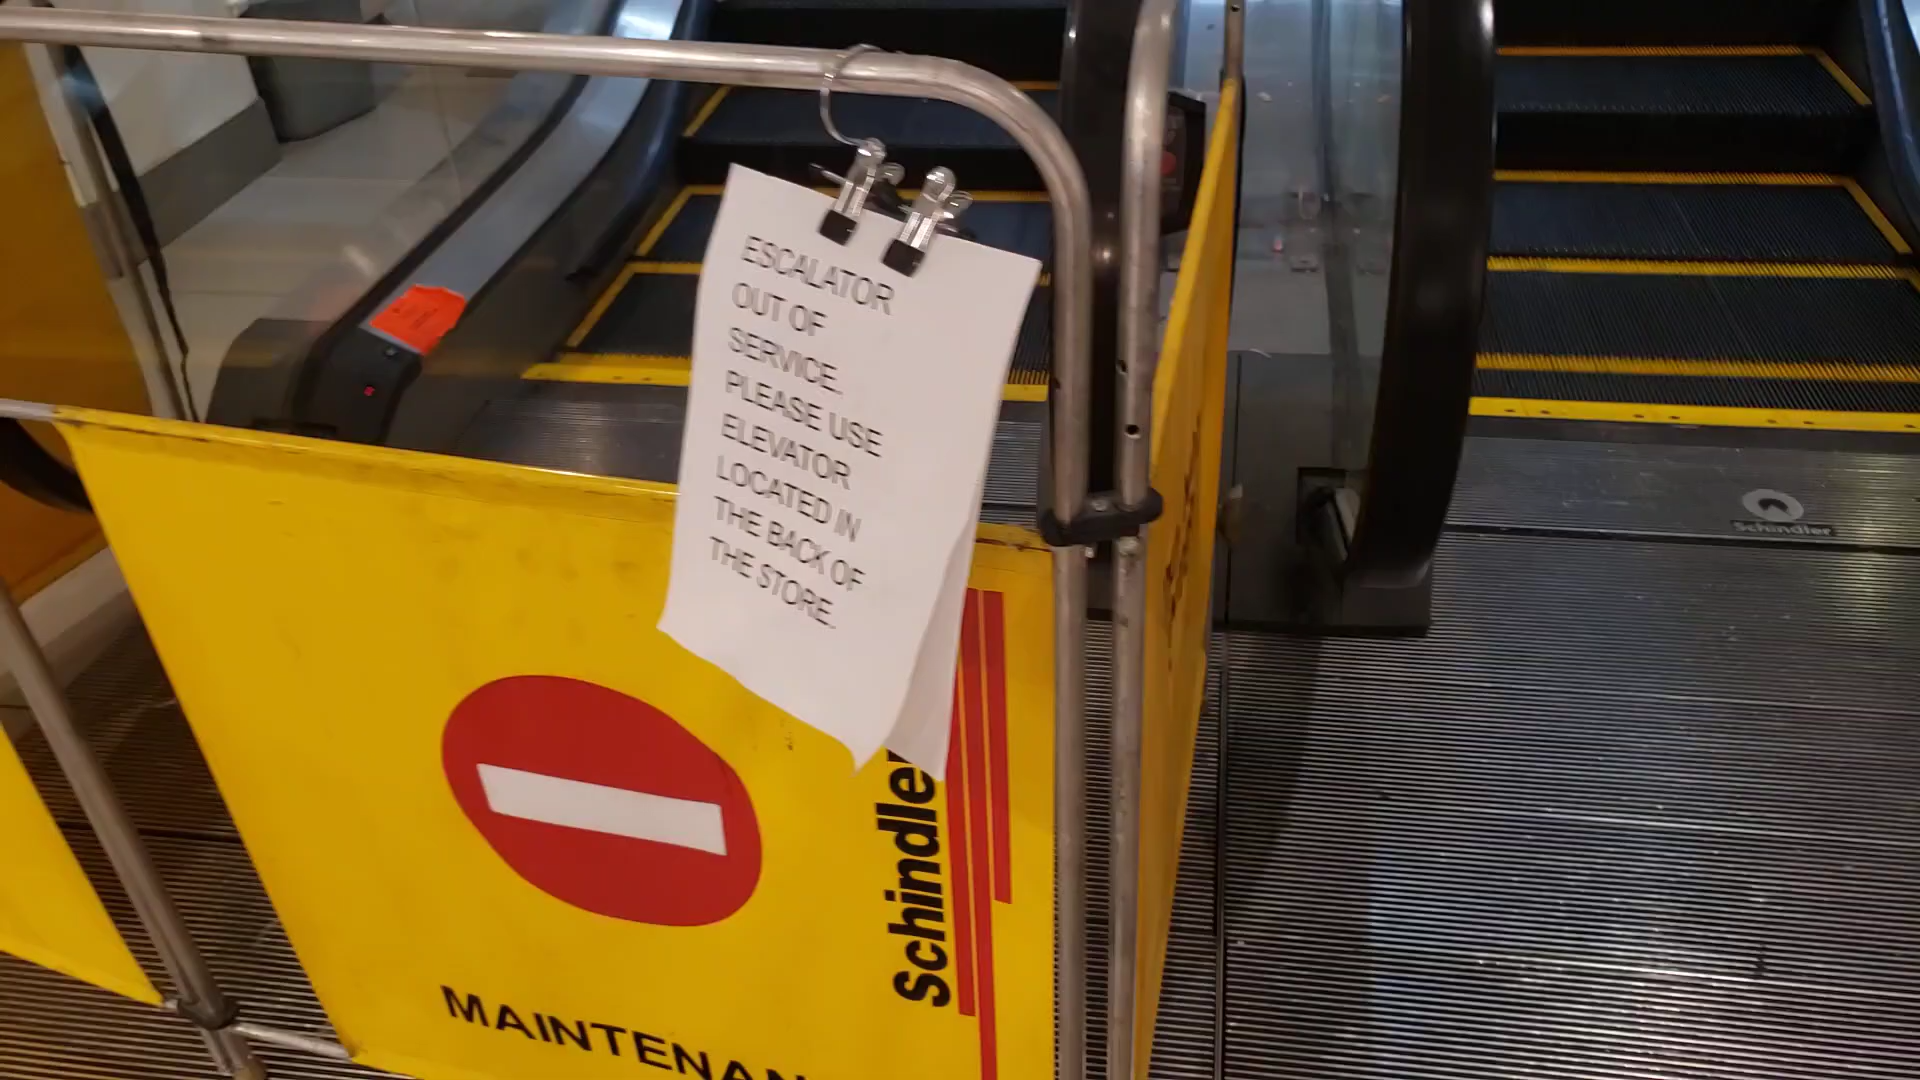 ESCALATOR
OUT OF
SERVICE.
PLEASE USE
ELEVATOR
LOCATED IN
THE BACK OF
THE STORE.
Schindler
Schindler
MAINTENAN